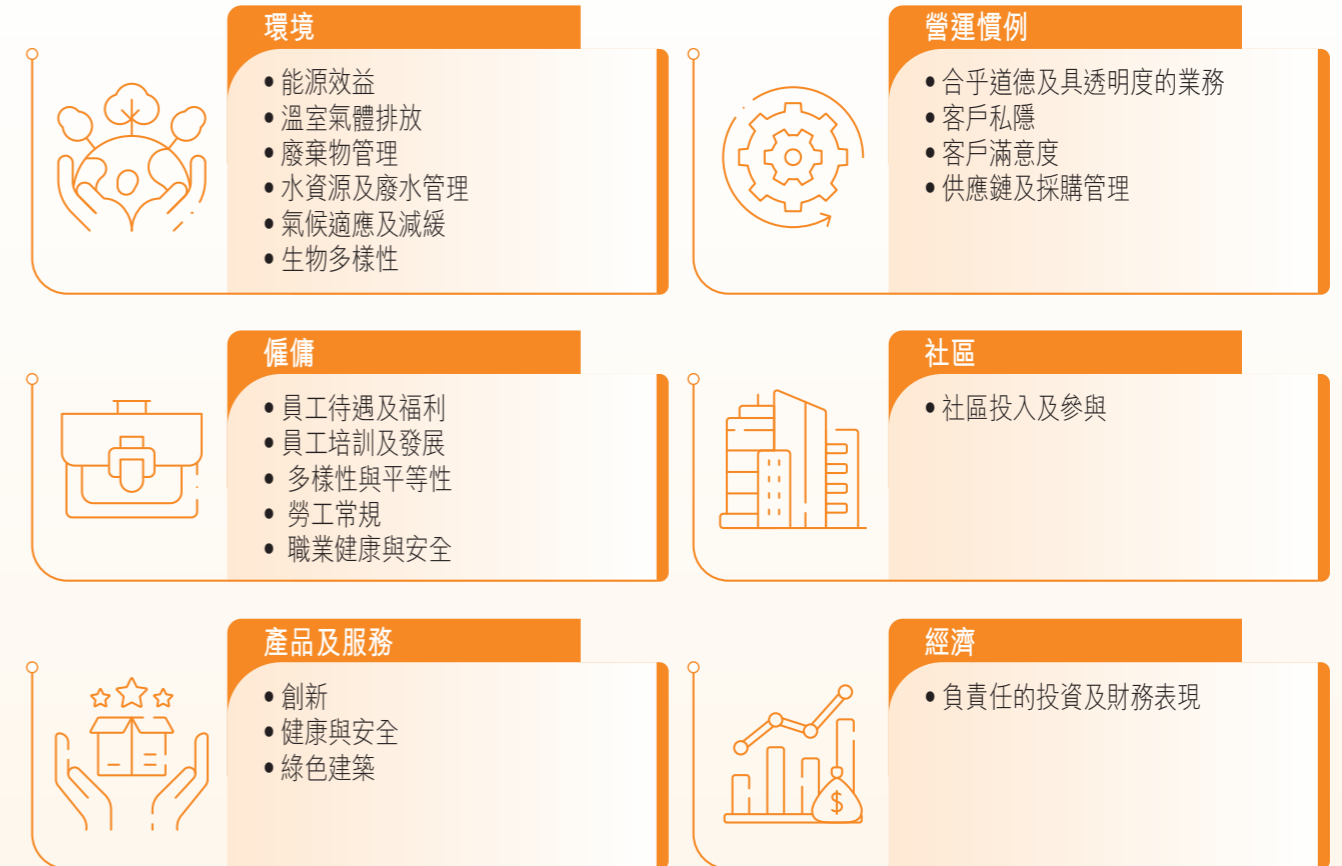 環境
• 能源效益
• 溫室氣體排放
• 廢棄物管理
• 水資源及廢水管理
• 氣候適應及減緩
• 生物多樣性
營運慣例
• 合乎道德及具透明度的業務
• 客戶私隱
• 客戶滿意度
• 供應鏈及採購管理
僱傭
• 員工待遇及福利
• 員工培訓及發展
• 多樣性與平等性
• 勞工常規
• 職業健康與安全
社區
• 社區投入及參與
產品及服務
• 創新
• 健康與安全
• 綠色建築
經濟
• 負責任的投資及財務表現
$